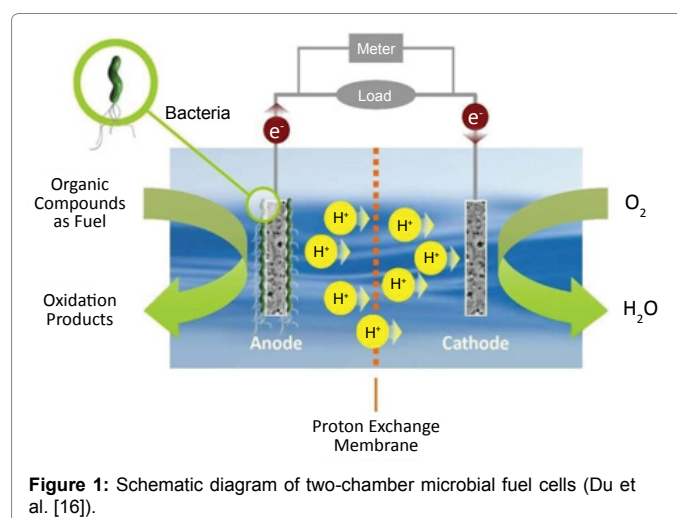 Meter
Load
Bacteria
e-
e-
Organic
Compounds
as Fuel
O2
H+
H+
H+
H+
H+
H+
H+
Oxidation
Products
H2O
Anode
Cathode
Proton Exchange
Membrane
Figure 1: Schematic diagram of two-chamber microbial fuel cells (Du et
al. [16]).